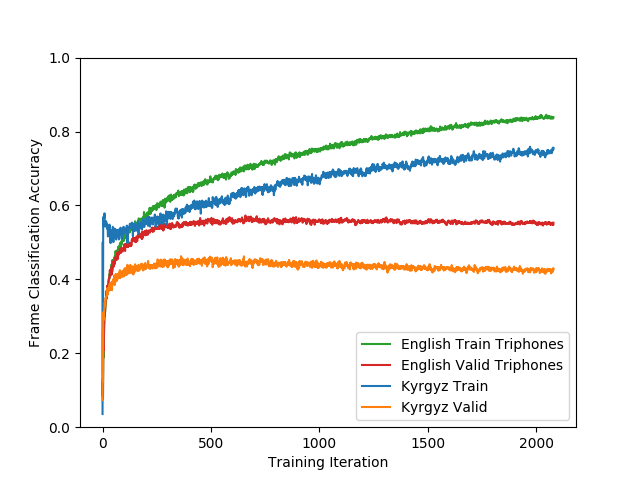 1.0
0.8
0.6
0.4
0.2
0.0
Frame Classification Accuracy
English Train Triphones
English Valid Triphones
Kyrgyz Train
Kyrgyz Valid
0 500 1000 1500 2000
Training Iteration